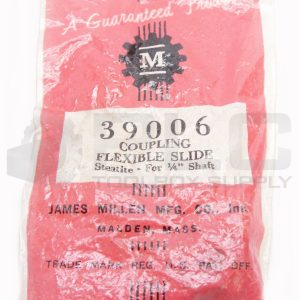 A Guaranteed Product
M
39006
COUPLING
FLEXIBLE SLIDE
Steatite - For ¼" Shaft
JAMES MILLEN MFG. CO., INC.
MALDEN, MASS.
TRADE MARK REG. U.S. PAT. OFF.